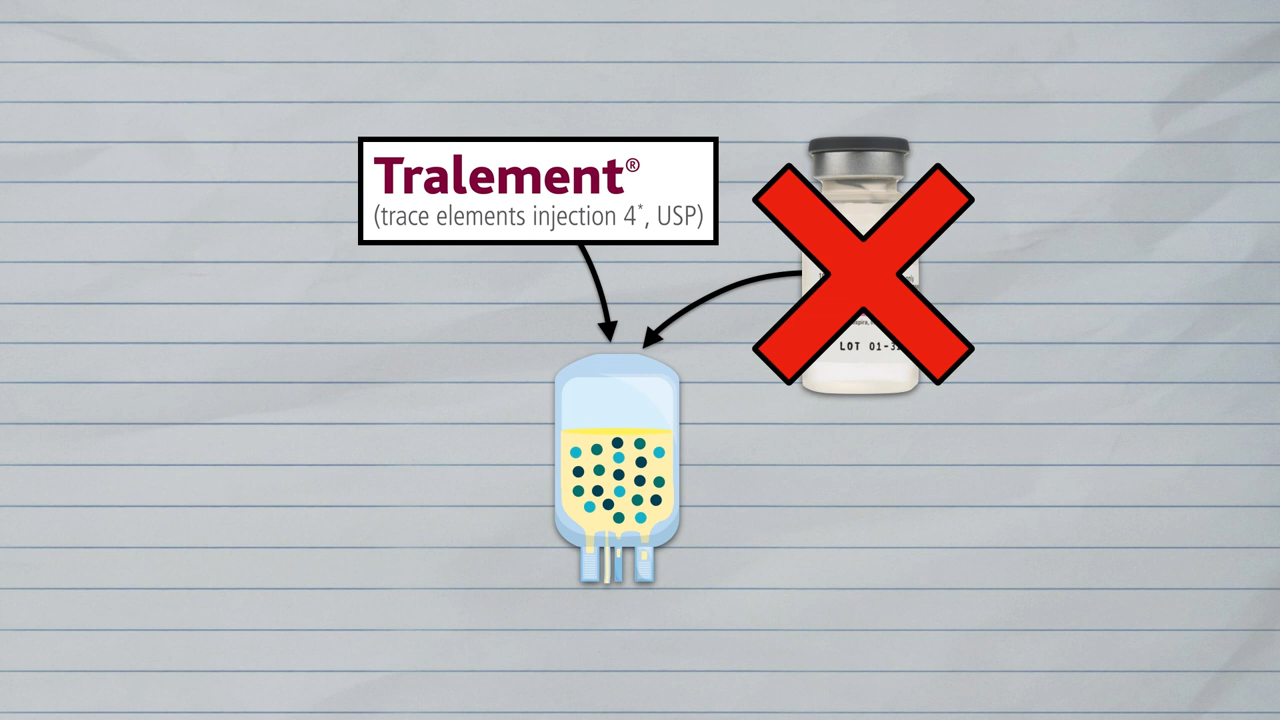 Tralement®
(trace elements injection 4*, USP)
LOT 01-3